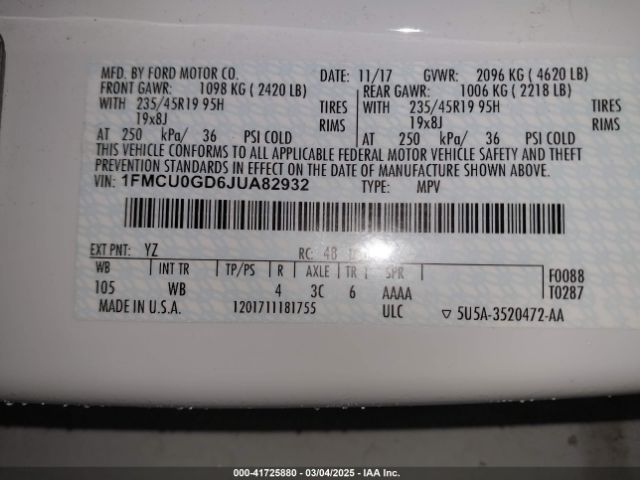 MFD. BY FORD MOTOR CO. 11/17 GVWR: 2096 KG ( 4620 LB)
FRONT GAWR: 1098 KG ( 2420 LB) REAR GAWR: 1006 KG ( 2218 LB)
WITH 235/45R19 95H TIRES WITH 235/45R19 95H TIRES
19x8J RIMS 19x8J RIMS
AT 250 kPa/ 36 PSI COLD AT 250 kPa/ 36 PSI COLD
THIS VEHICLE CONFORMS TO ALL APPLICABLE FEDERAL MOTOR VEHICLE SAFETY AND THEFT
PREVENTION STANDARDS IN EFFECT ON THE DATE OF MANUFACTURE SHOWN ABOVE.
VIN: 1FMCU0GD6JUA82932 TYPE: MPV
EXT PNT: YZ RC: 48
WB INT TR TP/PS R AXLE TR SPR F0088
105 WB 4 3C 6 AAAA T0287
MADE IN U.S.A. 1201711181755 ULC ▽ 5U5A-3520472-AA
000-41725880 - 03/04/2025 - IAA Inc.